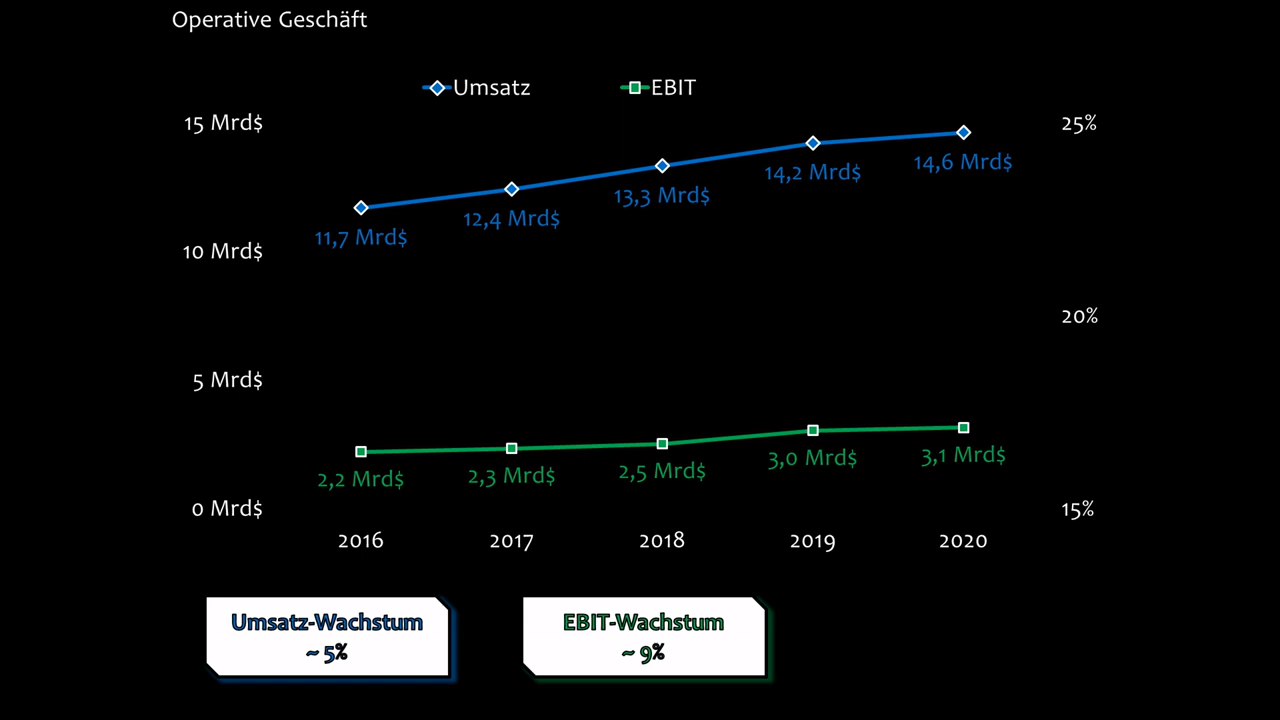 Operative Geschäft
Umsatz EBIT
15 Mrd$ 25%
14,6 Mrd$
14,2 Mrd$
13,3 Mrd$
12,4 Mrd$
11,7 Mrd$
10 Mrd$
20%
5 Mrd$
2,2 Mrd$ 2,3 Mrd$ 2,5 Mrd$ 3,0 Mrd$ 3,1 Mrd$
0 Mrd$ 15%
2016 2017 2018 2019 2020
Umsatz-Wachstum
~ 5%
EBIT-Wachstum
~ 9%